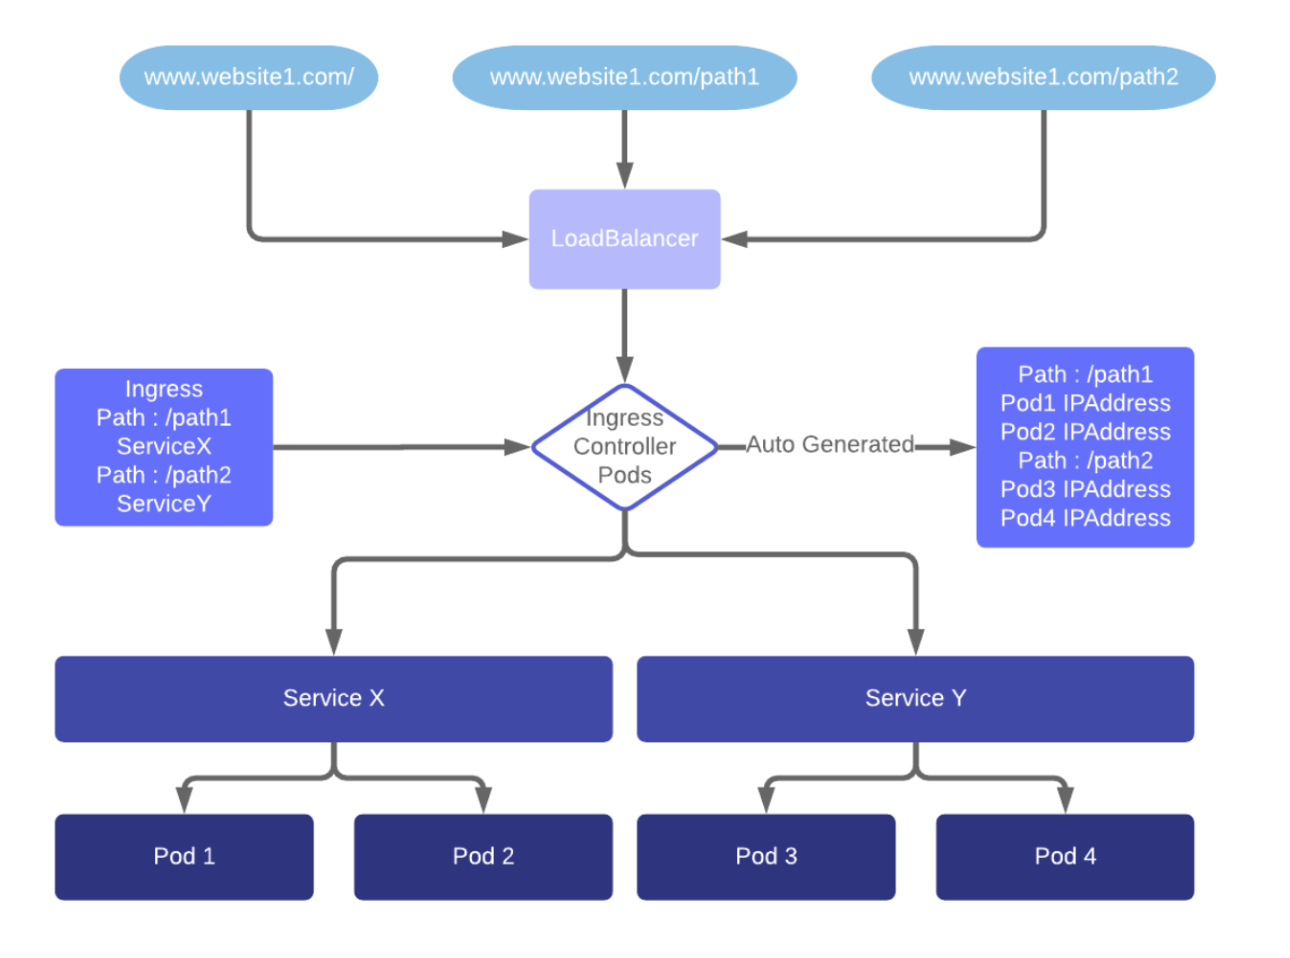 www.website1.com/
www.website1.com/path1
www.website1.com/path2
LoadBalancer
Ingress
Path : /path1
ServiceX
Path : /path2
ServiceY
Ingress
Controller
Pods
Auto Generated
Path : /path1
Pod1 IPAddress
Pod2 IPAddress
Path : /path2
Pod3 IPAddress
Pod4 IPAddress
Service X
Service Y
Pod 1
Pod 2
Pod 3
Pod 4